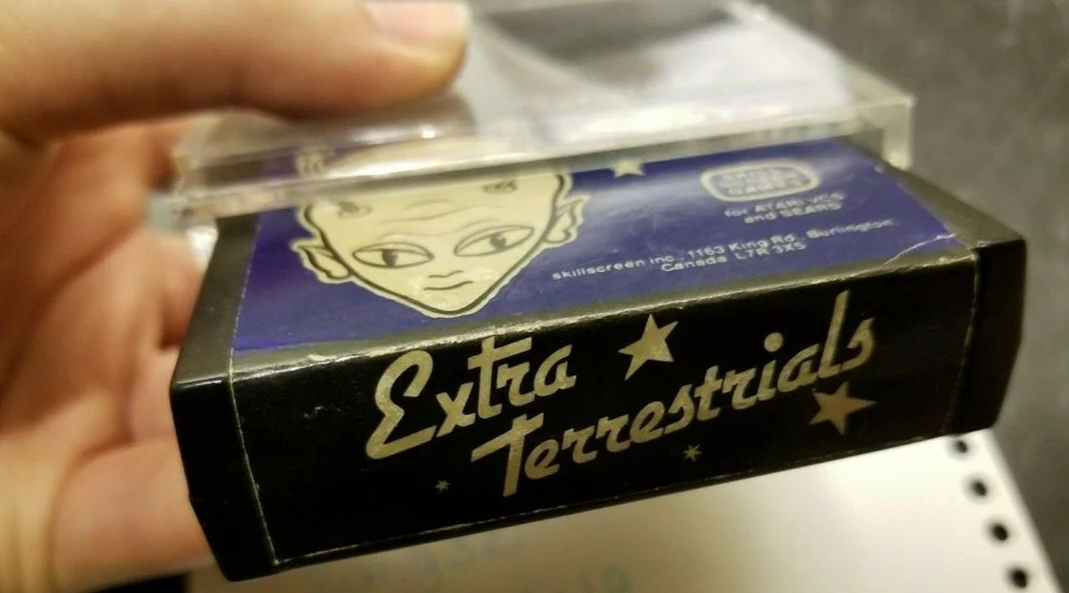 SKILL
SCREEN
GAMES
for ATARI VCS
and SEARS
skillscreen inc., 1163 King Rd., Burlington
Canada L7R 3X5
Extra
Terrestrials